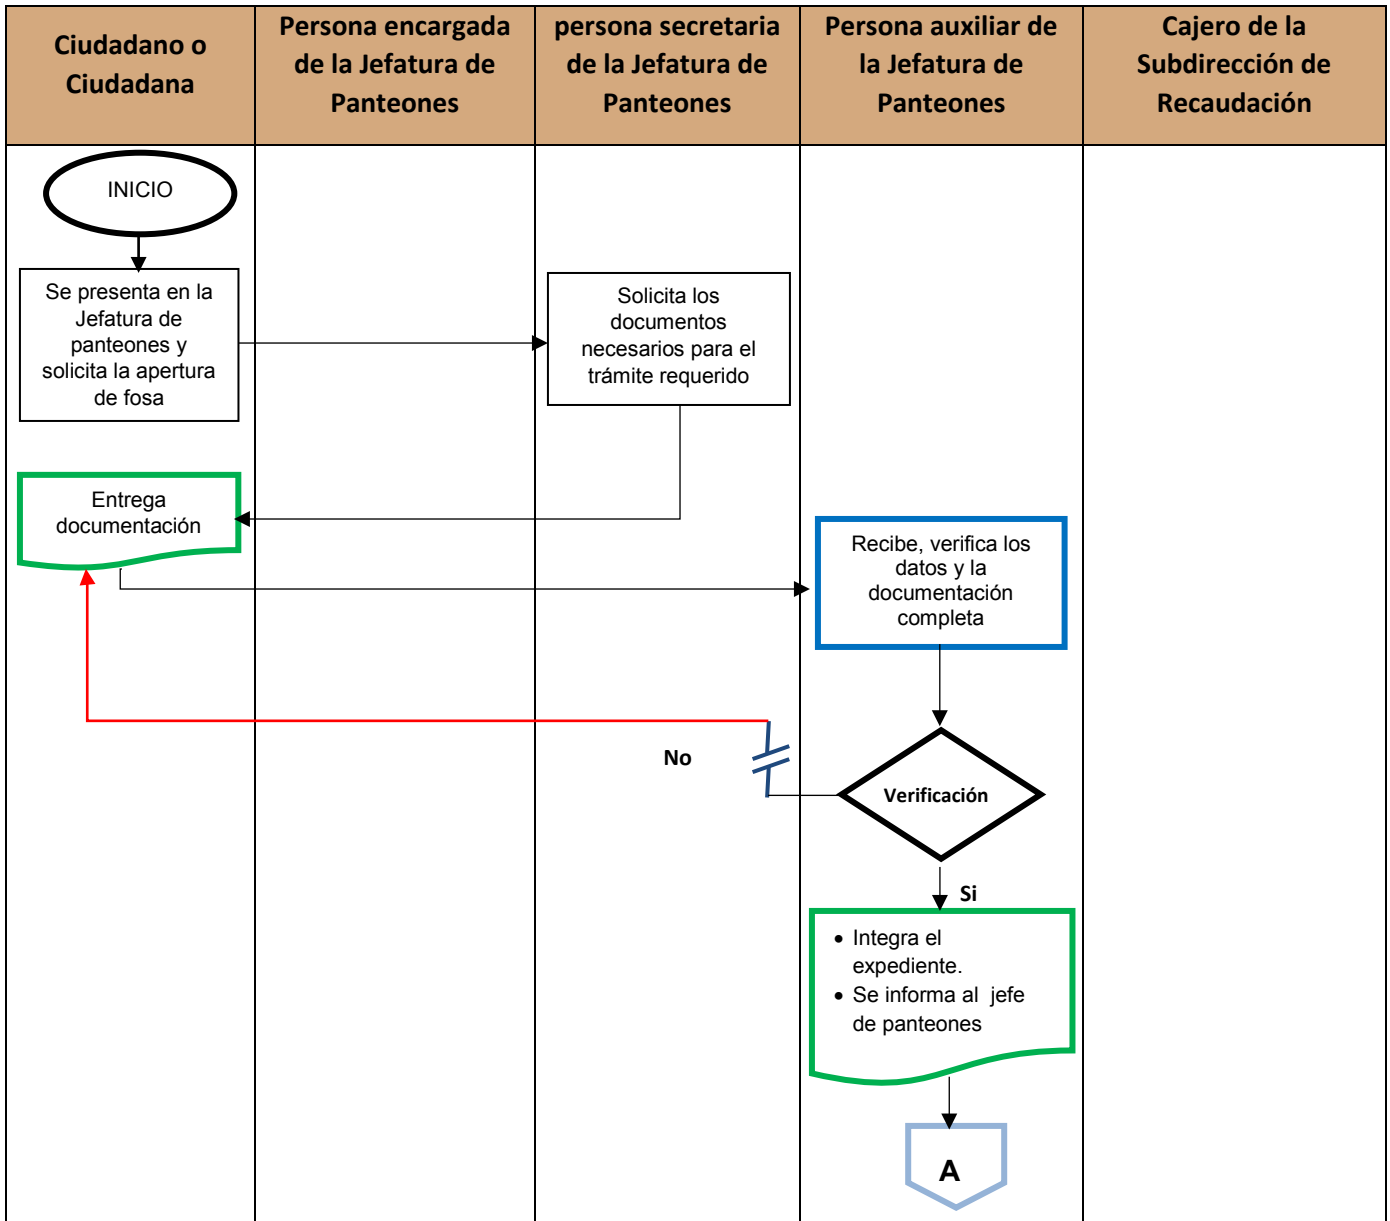 Ciudadano o
Ciudadana
Persona encargada
de la Jefatura de
Panteones
persona secretaria
de la Jefatura de
Panteones
Persona auxiliar de
la Jefatura de
Panteones
Cajero de la
Subdirección de
Recaudación
INICIO
Se presenta en la
Jefatura de
panteones y
solicita la apertura
de fosa
Solicita los
documentos
necesarios para el
trámite requerido
Entrega
documentación
Recibe, verifica los
datos y la
documentación
completa
No
Verificación
Si
• Integra el
expediente.
• Se informa al jefe
de panteones
A